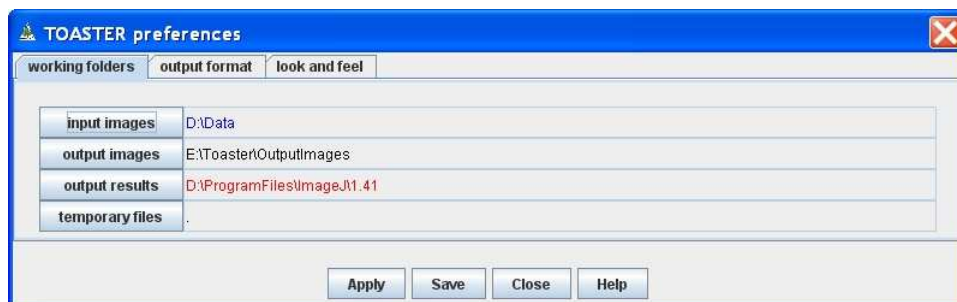 TOASTER preferences
working folders output format look and feel
input images D:\Data
output images E:\Toaster\OutputImages
output results D:\ProgramFiles\ImageJ\1.41
temporary files .
Apply Save Close Help